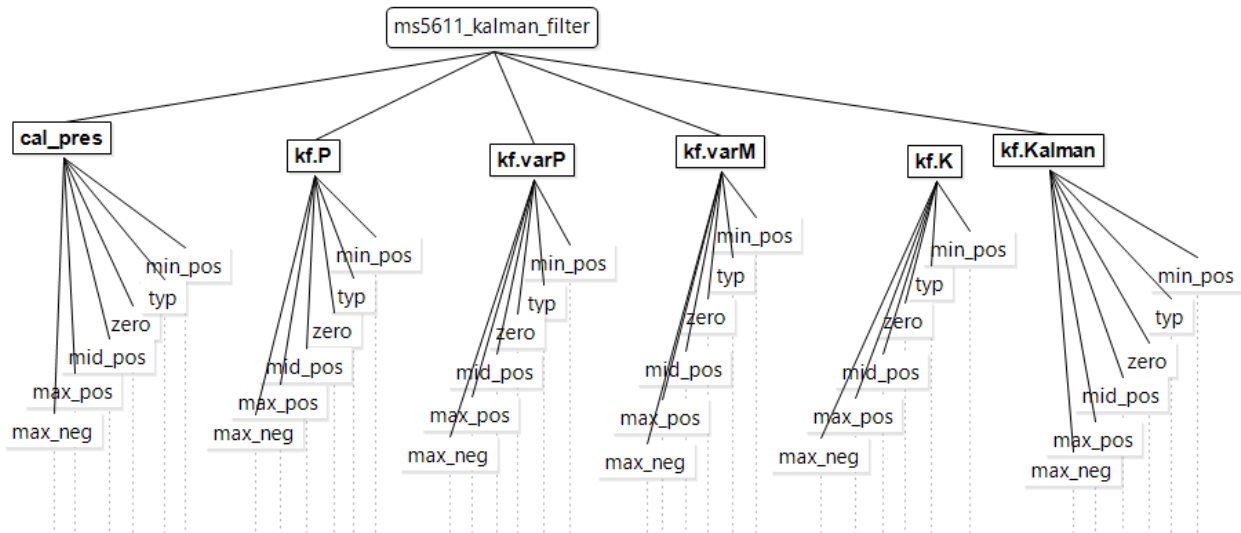 ms5611_kalman_filter
cal_pres
min_pos
typ
zero
mid_pos
max_pos
max_neg
kf.P
min_pos
typ
zero
mid_pos
max_pos
max_neg
kf.varP
min_pos
typ
zero
mid_pos
max_pos
max_neg
kf.varM
min_pos
typ
zero
mid_pos
max_pos
max_neg
kf.K
min_pos
typ
zero
mid_pos
max_pos
max_neg
kf.Kalman
min_pos
typ
zero
mid_pos
max_pos
max_neg